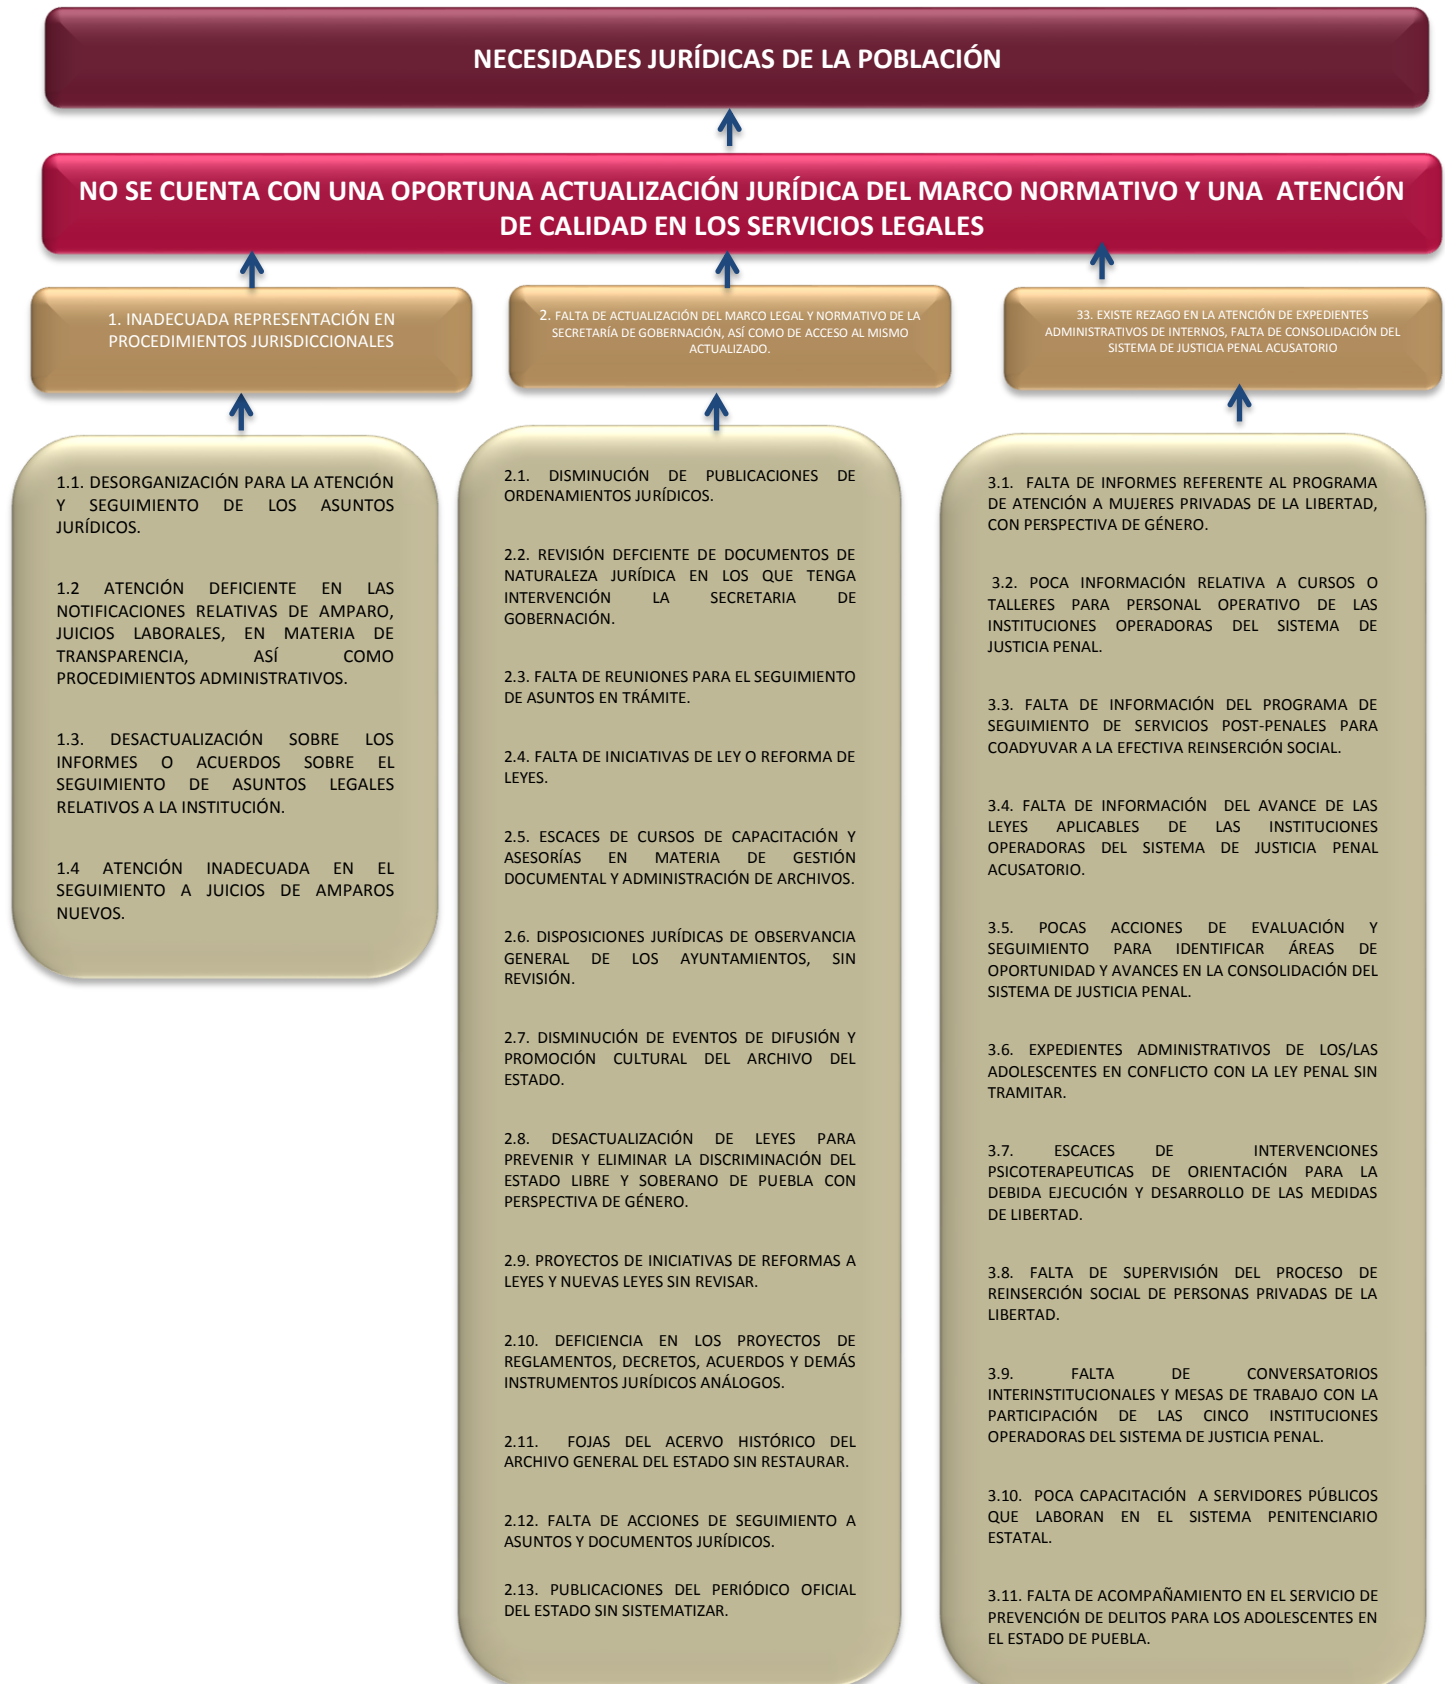 NECESIDADES JURÍDICAS DE LA POBLACIÓN
NO SE CUENTA CON UNA OPORTUNA ACTUALIZACIÓN JURÍDICA DEL MARCO NORMATIVO Y UNA ATENCIÓN
DE CALIDAD EN LOS SERVICIOS LEGALES
1. INADECUADA REPRESENTACIÓN EN
PROCEDIMIENTOS JURISDICCIONALES
2. FALTA DE ACTUALIZACIÓN DEL MARCO LEGAL Y NORMATIVO DE LA
SECRETARÍA DE GOBERNACIÓN, ASÍ COMO DE ACCESO AL MISMO
ACTUALIZADO.
33. EXISTE REZAGO EN LA ATENCIÓN DE EXPEDIENTES
ADMINISTRATIVOS DE INTERNOS, FALTA DE CONSOLIDACIÓN DEL
SISTEMA DE JUSTICIA PENAL ACUSATORIO
1.1. DESORGANIZACIÓN PARA LA ATENCIÓN
Y SEGUIMIENTO DE LOS ASUNTOS
JURÍDICOS.
1.2 ATENCIÓN DEFICIENTE EN LAS
NOTIFICACIONES RELATIVAS DE AMPARO,
JUICIOS LABORALES, EN MATERIA DE
TRANSPARENCIA, ASÍ COMO
PROCEDIMIENTOS ADMINISTRATIVOS.
1.3. DESACTUALIZACIÓN SOBRE LOS
INFORMES O ACUERDOS SOBRE EL
SEGUIMIENTO DE ASUNTOS LEGALES
RELATIVOS A LA INSTITUCIÓN.
1.4 ATENCIÓN INADECUADA EN EL
SEGUIMIENTO A JUICIOS DE AMPAROS
NUEVOS.
2.1. DISMINUCIÓN DE PUBLICACIONES DE
ORDENAMIENTOS JURÍDICOS.
2.2. REVISIÓN DEFCIENTE DE DOCUMENTOS DE
NATURALEZA JURÍDICA EN LOS QUE TENGA
INTERVENCIÓN LA SECRETARIA DE
GOBERNACIÓN.
2.3. FALTA DE REUNIONES PARA EL SEGUIMIENTO
DE ASUNTOS EN TRÁMITE.
2.4. FALTA DE INICIATIVAS DE LEY O REFORMA DE
LEYES.
2.5. ESCACES DE CURSOS DE CAPACITACIÓN Y
ASESORÍAS EN MATERIA DE GESTIÓN
DOCUMENTAL Y ADMINISTRACIÓN DE ARCHIVOS.
2.6. DISPOSICIONES JURÍDICAS DE OBSERVANCIA
GENERAL DE LOS AYUNTAMIENTOS, SIN
REVISIÓN.
2.7. DISMINUCIÓN DE EVENTOS DE DIFUSIÓN Y
PROMOCIÓN CULTURAL DEL ARCHIVO DEL
ESTADO.
2.8. DESACTUALIZACIÓN DE LEYES PARA
PREVENIR Y ELIMINAR LA DISCRIMINACIÓN DEL
ESTADO LIBRE Y SOBERANO DE PUEBLA CON
PERSPECTIVA DE GÉNERO.
2.9. PROYECTOS DE INICIATIVAS DE REFORMAS A
LEYES Y NUEVAS LEYES SIN REVISAR.
2.10. DEFICIENCIA EN LOS PROYECTOS DE
REGLAMENTOS, DECRETOS, ACUERDOS Y DEMÁS
INSTRUMENTOS JURÍDICOS ANÁLOGOS.
2.11. FOJAS DEL ACERVO HISTÓRICO DEL
ARCHIVO GENERAL DEL ESTADO SIN RESTAURAR.
2.12. FALTA DE ACCIONES DE SEGUIMIENTO A
ASUNTOS Y DOCUMENTOS JURÍDICOS.
2.13. PUBLICACIONES DEL PERIÓDICO OFICIAL
DEL ESTADO SIN SISTEMATIZAR.
3.1. FALTA DE INFORMES REFERENTE AL PROGRAMA
DE ATENCIÓN A MUJERES PRIVADAS DE LA LIBERTAD,
CON PERSPECTIVA DE GÉNERO.
3.2. POCA INFORMACIÓN RELATIVA A CURSOS O
TALLERES PARA PERSONAL OPERATIVO DE LAS
INSTITUCIONES OPERADORAS DEL SISTEMA DE
JUSTICIA PENAL.
3.3. FALTA DE INFORMACIÓN DEL PROGRAMA DE
SEGUIMIENTO DE SERVICIOS POST-PENALES PARA
COADYUVAR A LA EFECTIVA REINSERCIÓN SOCIAL.
3.4. FALTA DE INFORMACIÓN DEL AVANCE DE LAS
LEYES APLICABLES DE LAS INSTITUCIONES
OPERADORAS DEL SISTEMA DE JUSTICIA PENAL
ACUSATORIO.
3.5. POCAS ACCIONES DE EVALUACIÓN Y
SEGUIMIENTO PARA IDENTIFICAR ÁREAS DE
OPORTUNIDAD Y AVANCES EN LA CONSOLIDACIÓN DEL
SISTEMA DE JUSTICIA PENAL.
3.6. EXPEDIENTES ADMINISTRATIVOS DE LOS/LAS
ADOLESCENTES EN CONFLICTO CON LA LEY PENAL SIN
TRAMITAR.
3.7. ESCACES DE INTERVENCIONES
PSICOTERAPEUTICAS DE ORIENTACIÓN PARA LA
DEBIDA EJECUCIÓN Y DESARROLLO DE LAS MEDIDAS
DE LIBERTAD.
3.8. FALTA DE SUPERVISIÓN DEL PROCESO DE
REINSERCIÓN SOCIAL DE PERSONAS PRIVADAS DE LA
LIBERTAD.
3.9. FALTA DE CONVERSATORIOS
INTERINSTITUCIONALES Y MESAS DE TRABAJO CON LA
PARTICIPACIÓN DE LAS CINCO INSTITUCIONES
OPERADORAS DEL SISTEMA DE JUSTICIA PENAL.
3.10. POCA CAPACITACIÓN A SERVIDORES PÚBLICOS
QUE LABORAN EN EL SISTEMA PENITENCIARIO
ESTATAL.
3.11. FALTA DE ACOMPAÑAMIENTO EN EL SERVICIO DE
PREVENCIÓN DE DELITOS PARA LOS ADOLESCENTES EN
EL ESTADO DE PUEBLA.